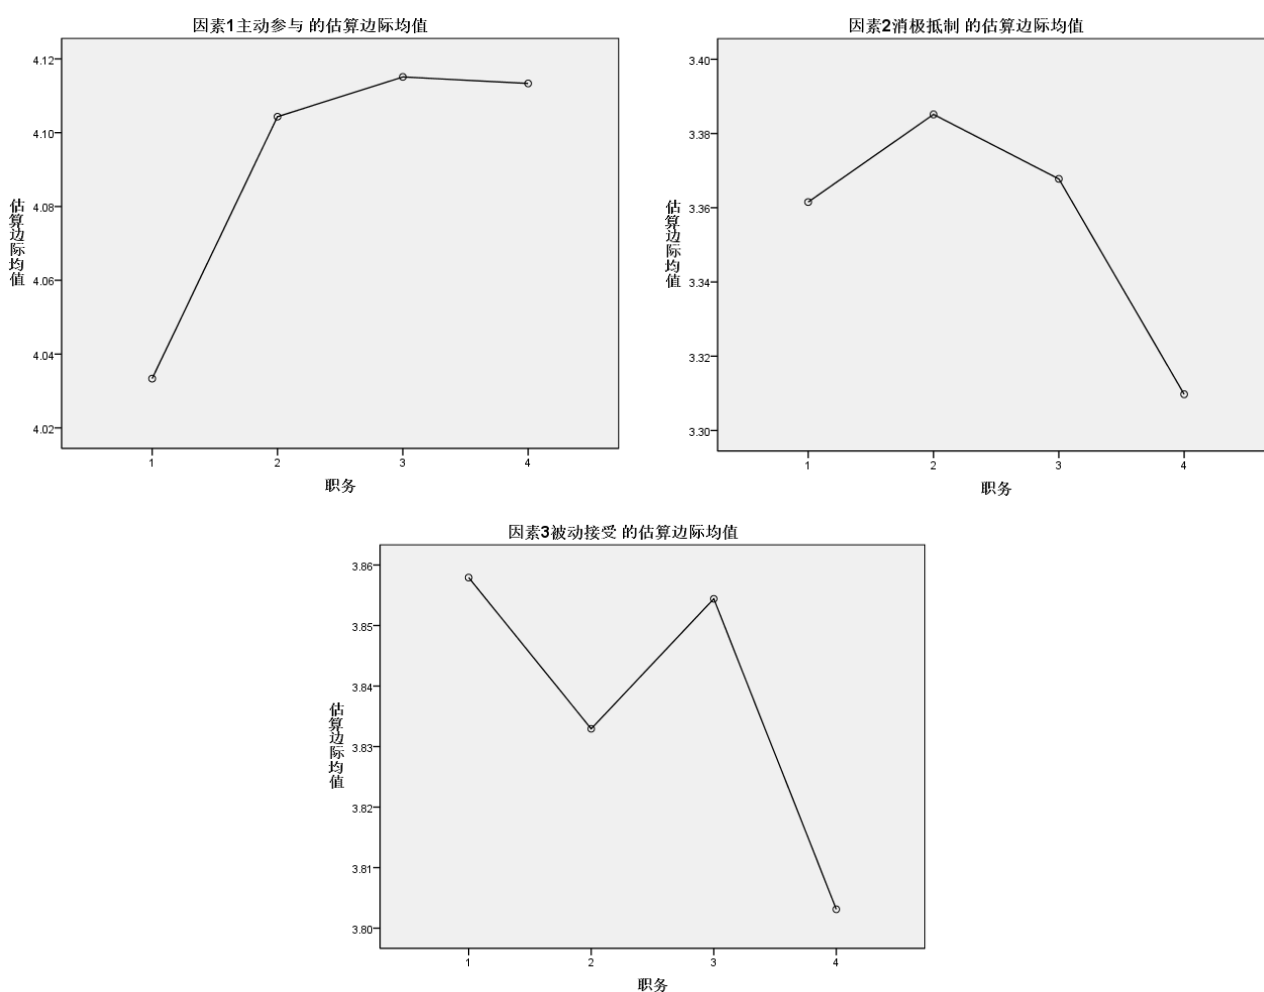 因素1主动参与 的估算边际均值
估算边际均值
4.12
4.10
4.08
4.06
4.04
4.02
1 2 3 4
职务
因素2消极抵制 的估算边际均值
估算边际均值
3.40
3.38
3.36
3.34
3.32
3.30
1 2 3 4
职务
因素3被动接受 的估算边际均值
估算边际均值
3.86
3.85
3.84
3.83
3.82
3.81
3.80
1 2 3 4
职务